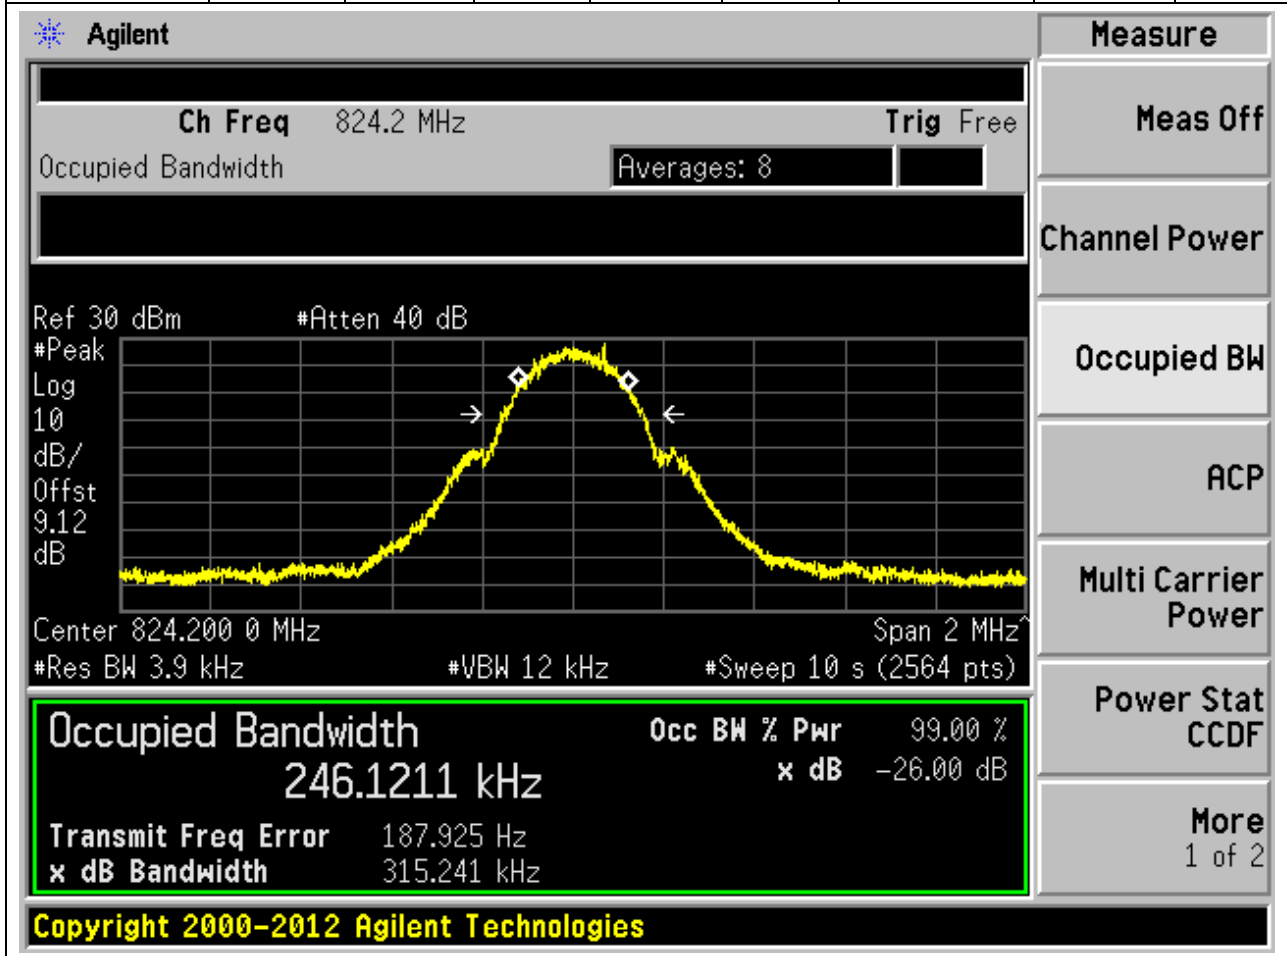 Agilent
Measure
Ch Freq 824.2 MHz Trig Free
Meas Off
Occupied Bandwidth Averages: 8
Channel Power
Ref 30 dBm #Atten 40 dB
#Peak
Log
10
dB/
Offst
9.12
dB
Occupied BW
ACP
Center 824.200 0 MHz Span 2 MHz^
#Res BW 3.9 kHz #VBW 12 kHz #Sweep 10 s (2564 pts)
Multi Carrier
Power
Occupied Bandwidth Occ BW % Pwr 99.00 %
246.1211 kHz x dB -26.00 dB
Transmit Freq Error 187.925 Hz
x dB Bandwidth 315.241 kHz
Power Stat
CCDF
More
1 of 2
Copyright 2000-2012 Agilent Technologies